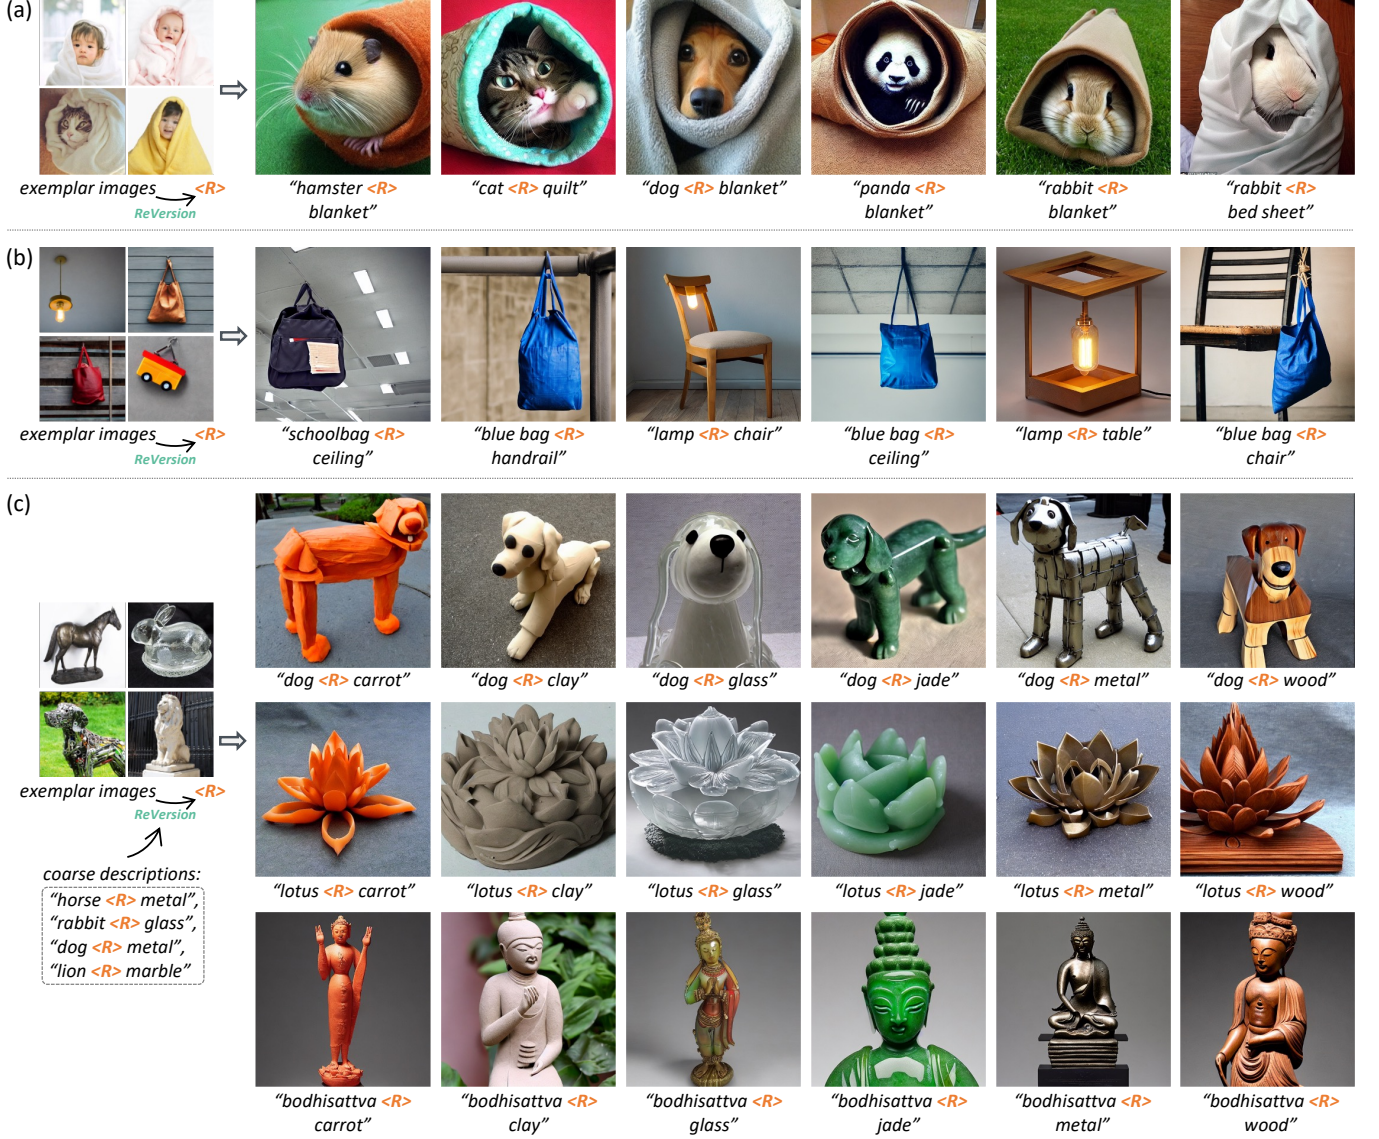 (a)
exemplar images <R>
ReVersion
“hamster <R>
blanket”
“cat <R> quilt”
“dog <R> blanket”
“panda <R>
blanket”
“rabbit <R>
blanket”
“rabbit <R>
bed sheet”
(b)
exemplar images <R>
ReVersion
“schoolbag <R>
ceiling”
“blue bag <R>
handrail”
“lamp <R> chair”
“blue bag <R>
ceiling”
“lamp <R> table”
“blue bag <R>
chair”
(c)
exemplar images <R>
ReVersion
coarse descriptions:
“horse <R> metal”,
“rabbit <R> glass”,
“dog <R> metal”,
“lion <R> marble”
“dog <R> carrot”
“dog <R> clay”
“dog <R> glass”
“dog <R> jade”
“dog <R> metal”
“dog <R> wood”
“lotus <R> carrot”
“lotus <R> clay”
“lotus <R> glass”
“lotus <R> jade”
“lotus <R> metal”
“lotus <R> wood”
“bodhisattva <R>
carrot”
“bodhisattva <R>
clay”
“bodhisattva <R>
glass”
“bodhisattva <R>
jade”
“bodhisattva <R>
metal”
“bodhisattva <R>
wood”